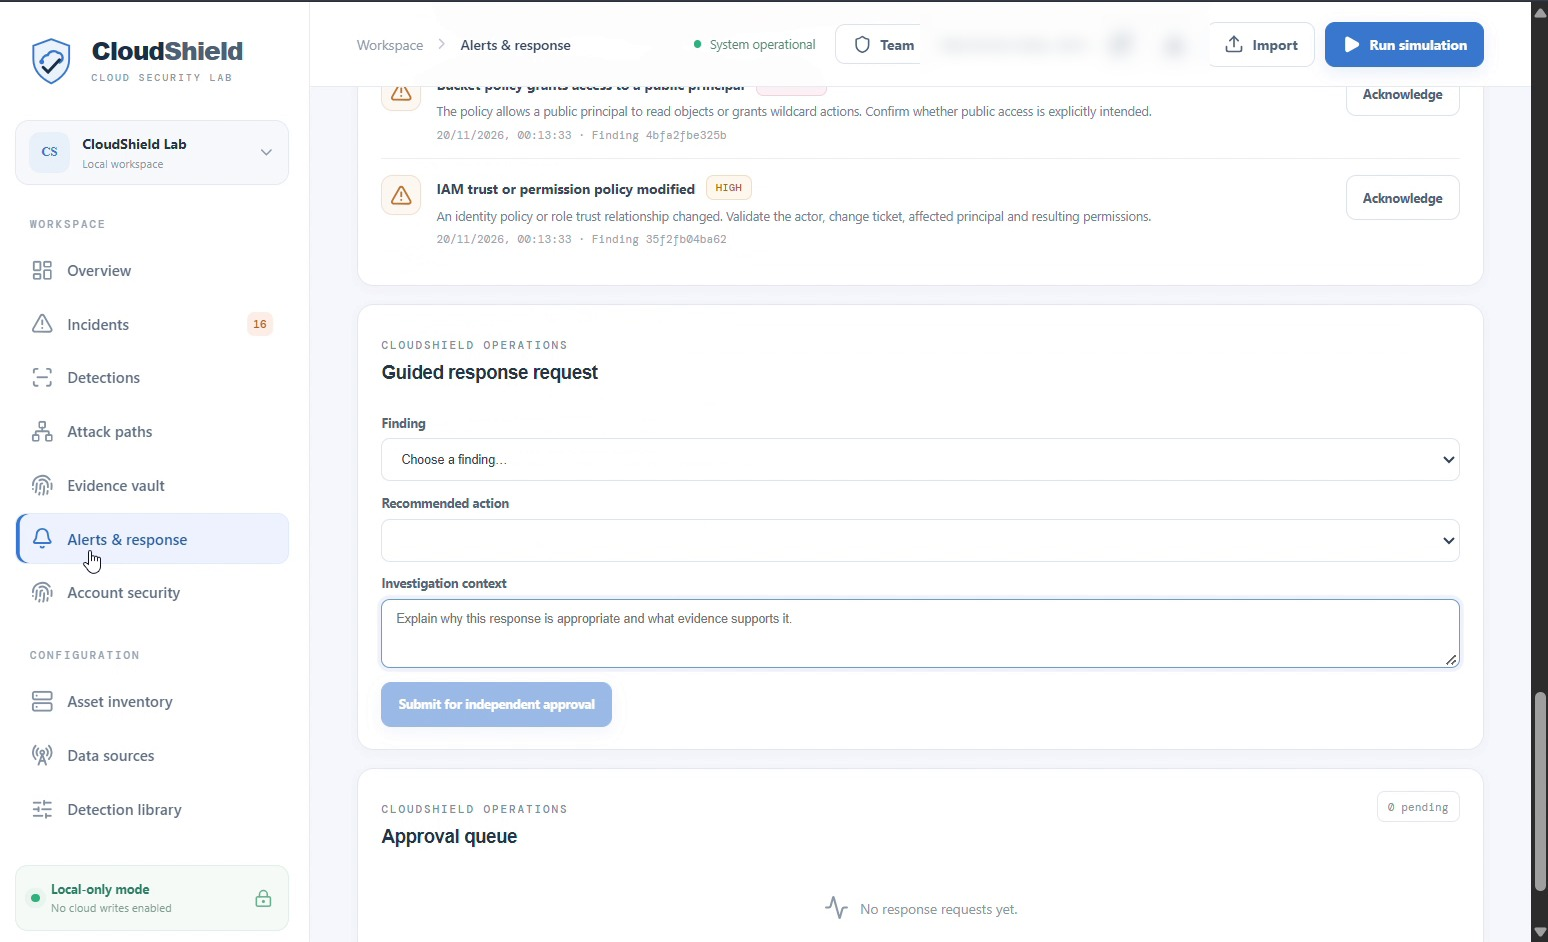 CloudShield
CLOUD SECURITY LAB
CS
CloudShield Lab
Local workspace
WORKSPACE
Overview
Incidents
16
Detections
Attack paths
Evidence vault
Alerts & response
Account security
CONFIGURATION
Asset inventory
Data sources
Detection library
Local-only mode
No cloud writes enabled
Workspace
Alerts & response
System operational
Team
Import
Run simulation
Bucket policy grants access to a public principal
The policy allows a public principal to read objects or grants wildcard actions. Confirm whether public access is explicitly intended.
20/11/2026, 00:13:33 · Finding 4bfa2fbe325b
Acknowledge
IAM trust or permission policy modified HIGH
An identity policy or role trust relationship changed. Validate the actor, change ticket, affected principal and resulting permissions.
20/11/2026, 00:13:33 · Finding 35f2fb04ba62
Acknowledge
CLOUDSHIELD OPERATIONS
Guided response request
Finding
Choose a finding...
Recommended action
Investigation context
Explain why this response is appropriate and what evidence supports it.
Submit for independent approval
CLOUDSHIELD OPERATIONS
0 pending
Approval queue
No response requests yet.